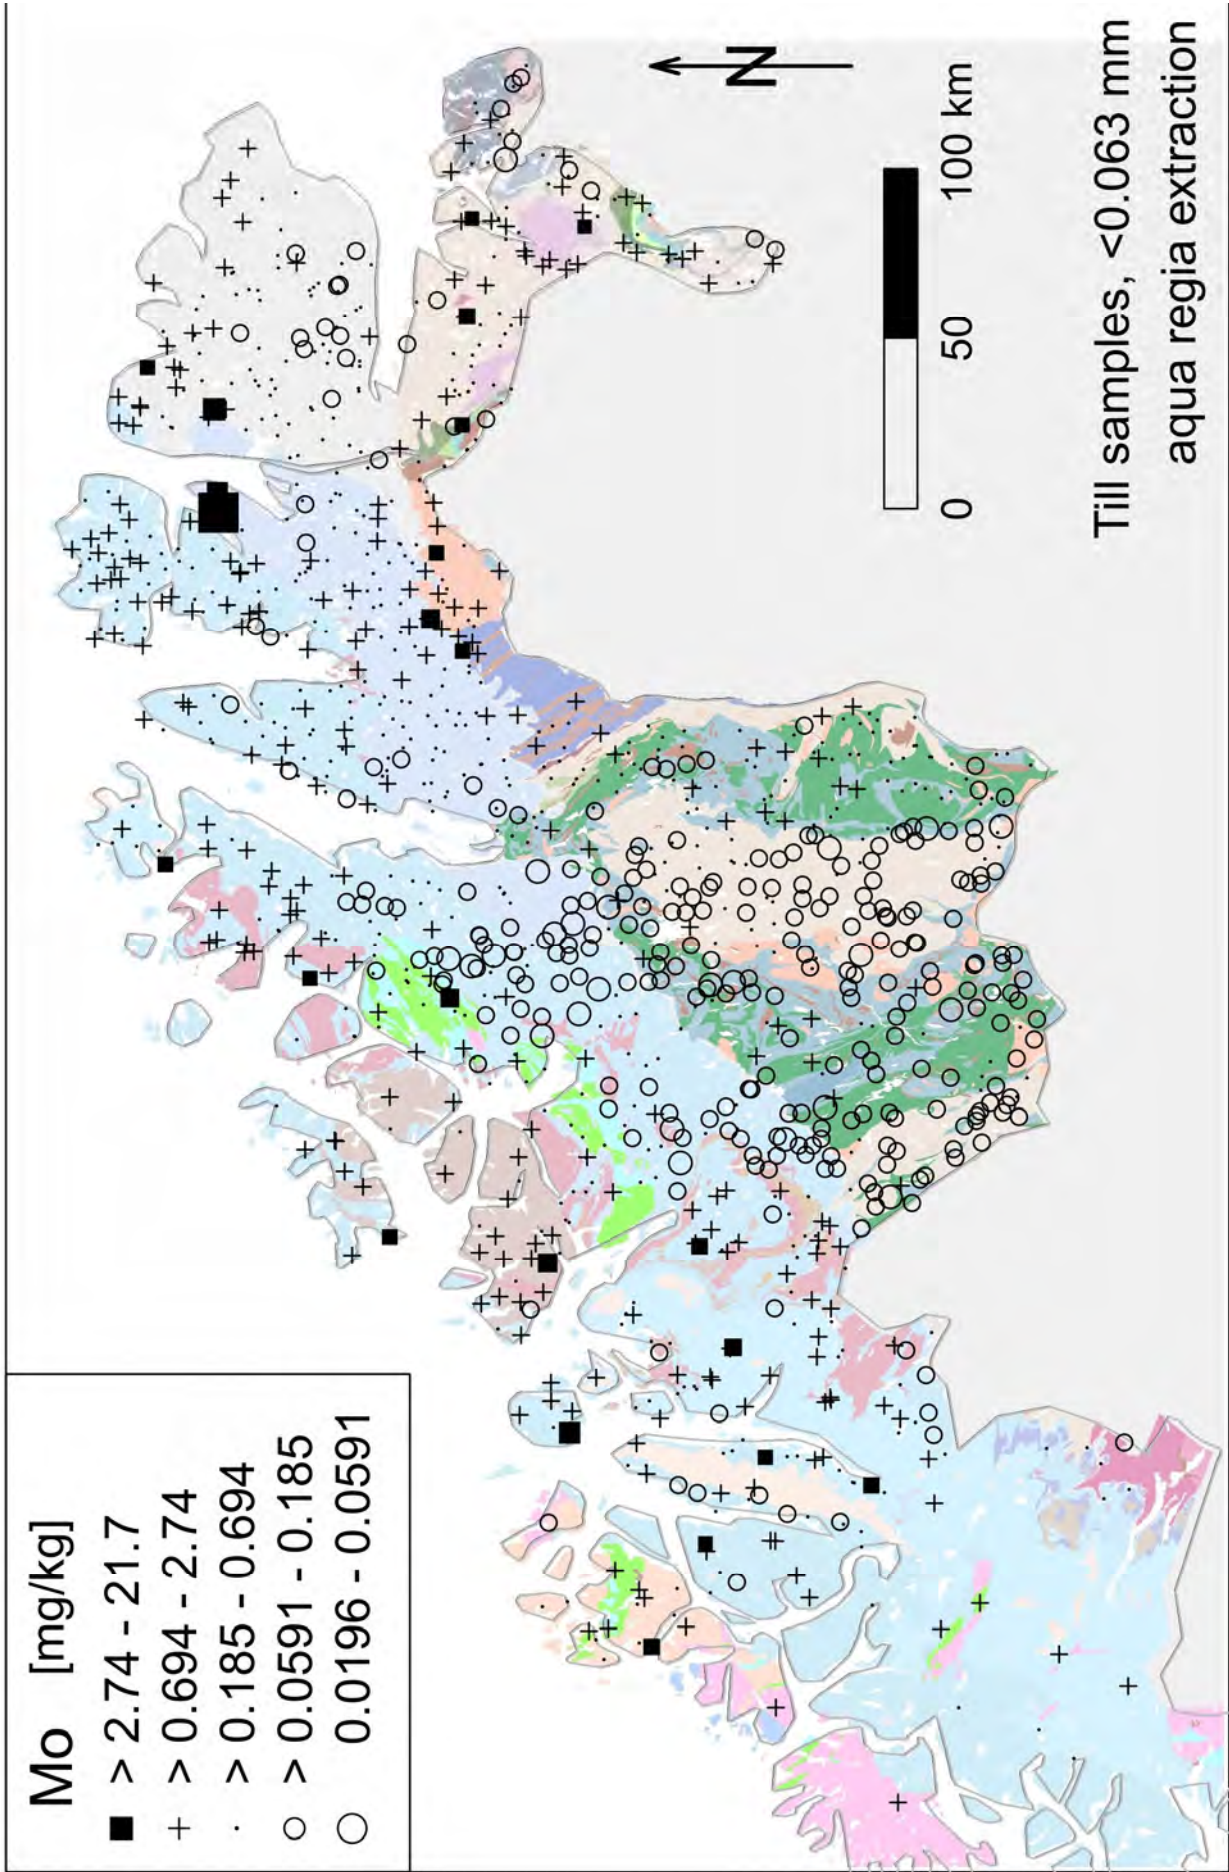 Mo [mg/kg]
> 2.74 - 21.7
> 0.694 - 2.74
> 0.185 - 0.694
> 0.0591 - 0.185
0.0196 - 0.0591
N
0 50 100 km
Till samples, <0.063 mm
aqua regia extraction